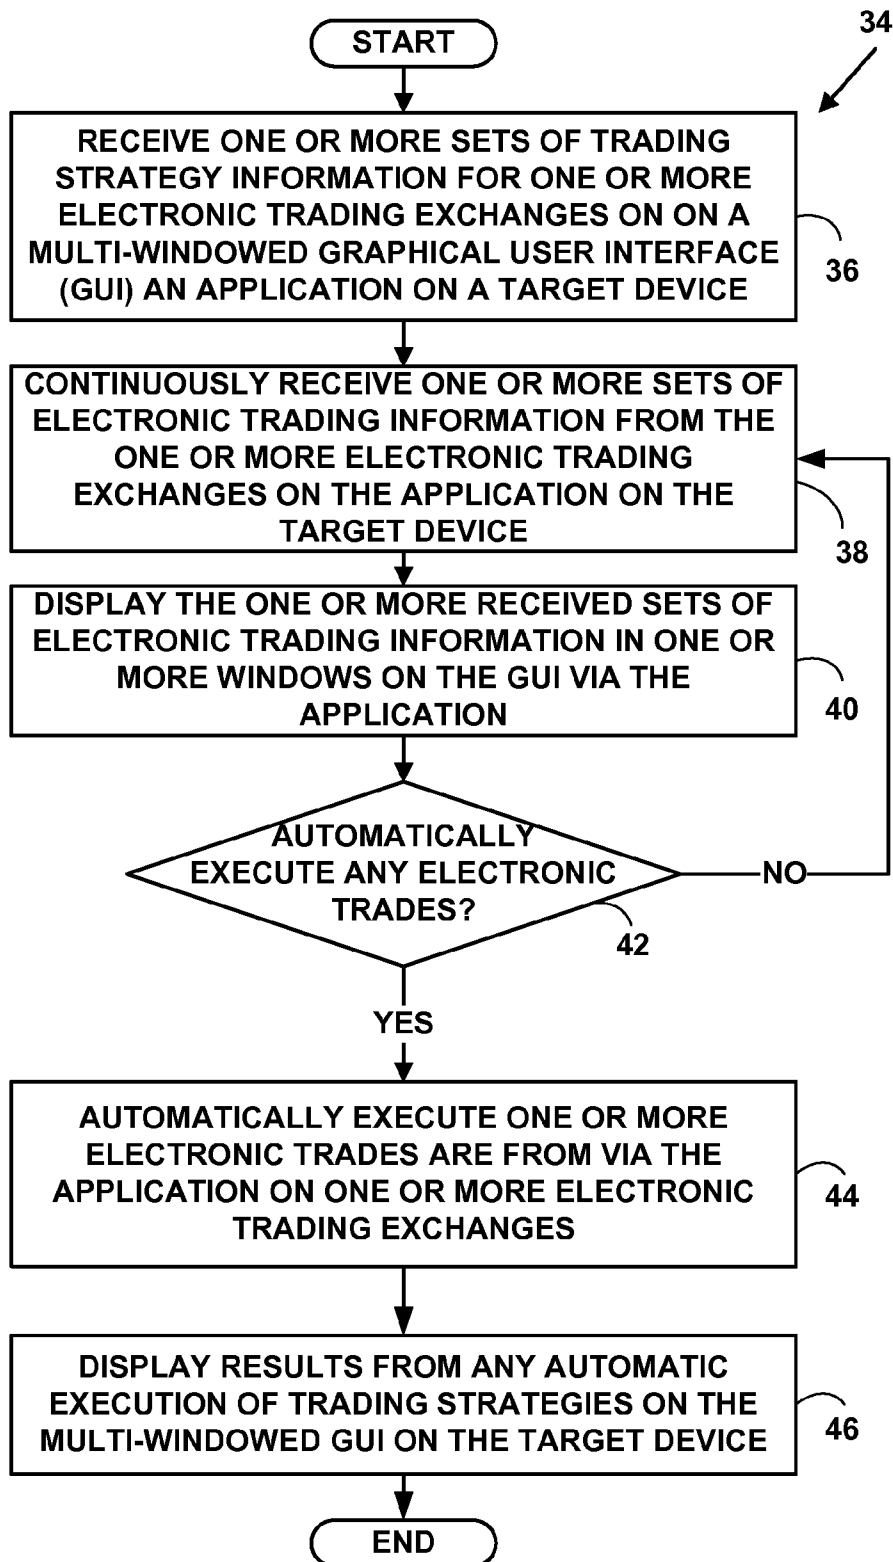 START
34
RECEIVE ONE OR MORE SETS OF TRADING
STRATEGY INFORMATION FOR ONE OR MORE
ELECTRONIC TRADING EXCHANGES ON ON A
MULTI-WINDOWED GRAPHICAL USER INTERFACE
(GUI) AN APPLICATION ON A TARGET DEVICE
36
CONTINUOUSLY RECEIVE ONE OR MORE SETS OF
ELECTRONIC TRADING INFORMATION FROM THE
ONE OR MORE ELECTRONIC TRADING
EXCHANGES ON THE APPLICATION ON THE
TARGET DEVICE
38
DISPLAY THE ONE OR MORE RECEIVED SETS OF
ELECTRONIC TRADING INFORMATION IN ONE OR
MORE WINDOWS ON THE GUI VIA THE
APPLICATION
40
AUTOMATICALLY
EXECUTE ANY ELECTRONIC
TRADES?
NO
42
YES
AUTOMATICALLY EXECUTE ONE OR MORE
ELECTRONIC TRADES ARE FROM VIA THE
APPLICATION ON ONE OR MORE ELECTRONIC
TRADING EXCHANGES
44
DISPLAY RESULTS FROM ANY AUTOMATIC
EXECUTION OF TRADING STRATEGIES ON THE
MULTI-WINDOWED GUI ON THE TARGET DEVICE
46
END